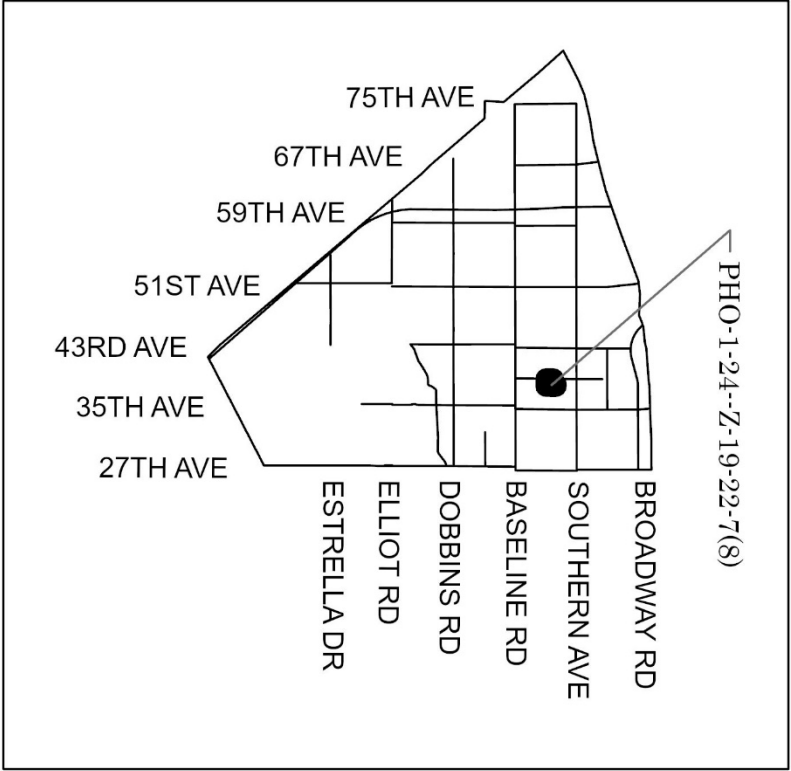 75TH AVE
67TH AVE
59TH AVE
51ST AVE
43RD AVE
35TH AVE
27TH AVE
ESTRELLA DR
ELLIOT RD
DOBBINS RD
BASELINE RD
SOUTHERN AVE
BROADWAY RD
PHO-1-24--Z-19-22-7(8)